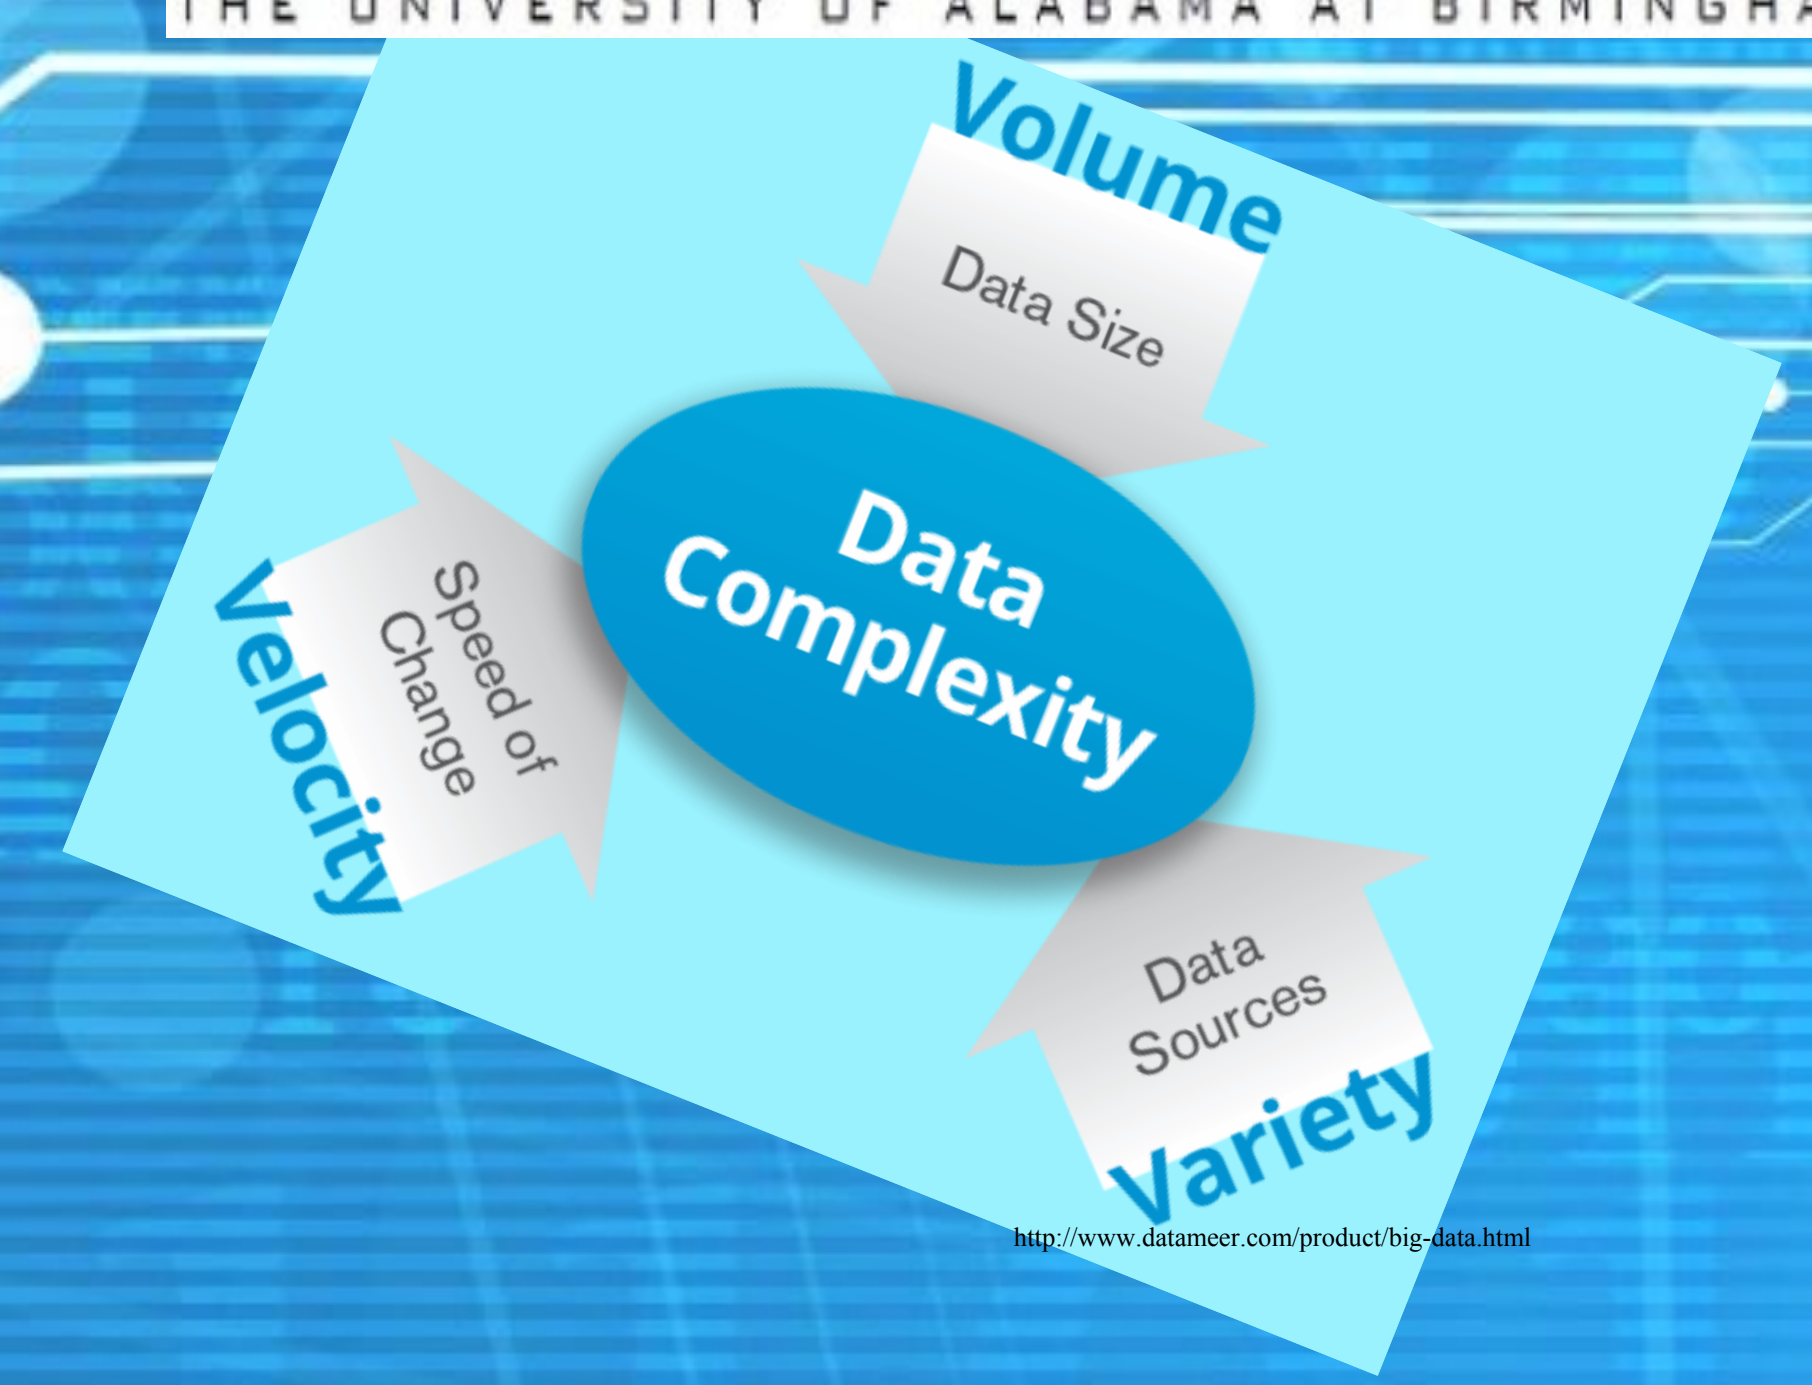 THE UNIVERSITY OF ALABAMA AT BIRMINGHA
Volume
Data Size
Data
Complexity
Speed of
Change
Velocity
Data
Sources
Variety
http://www.datameer.com/product/big-data.html